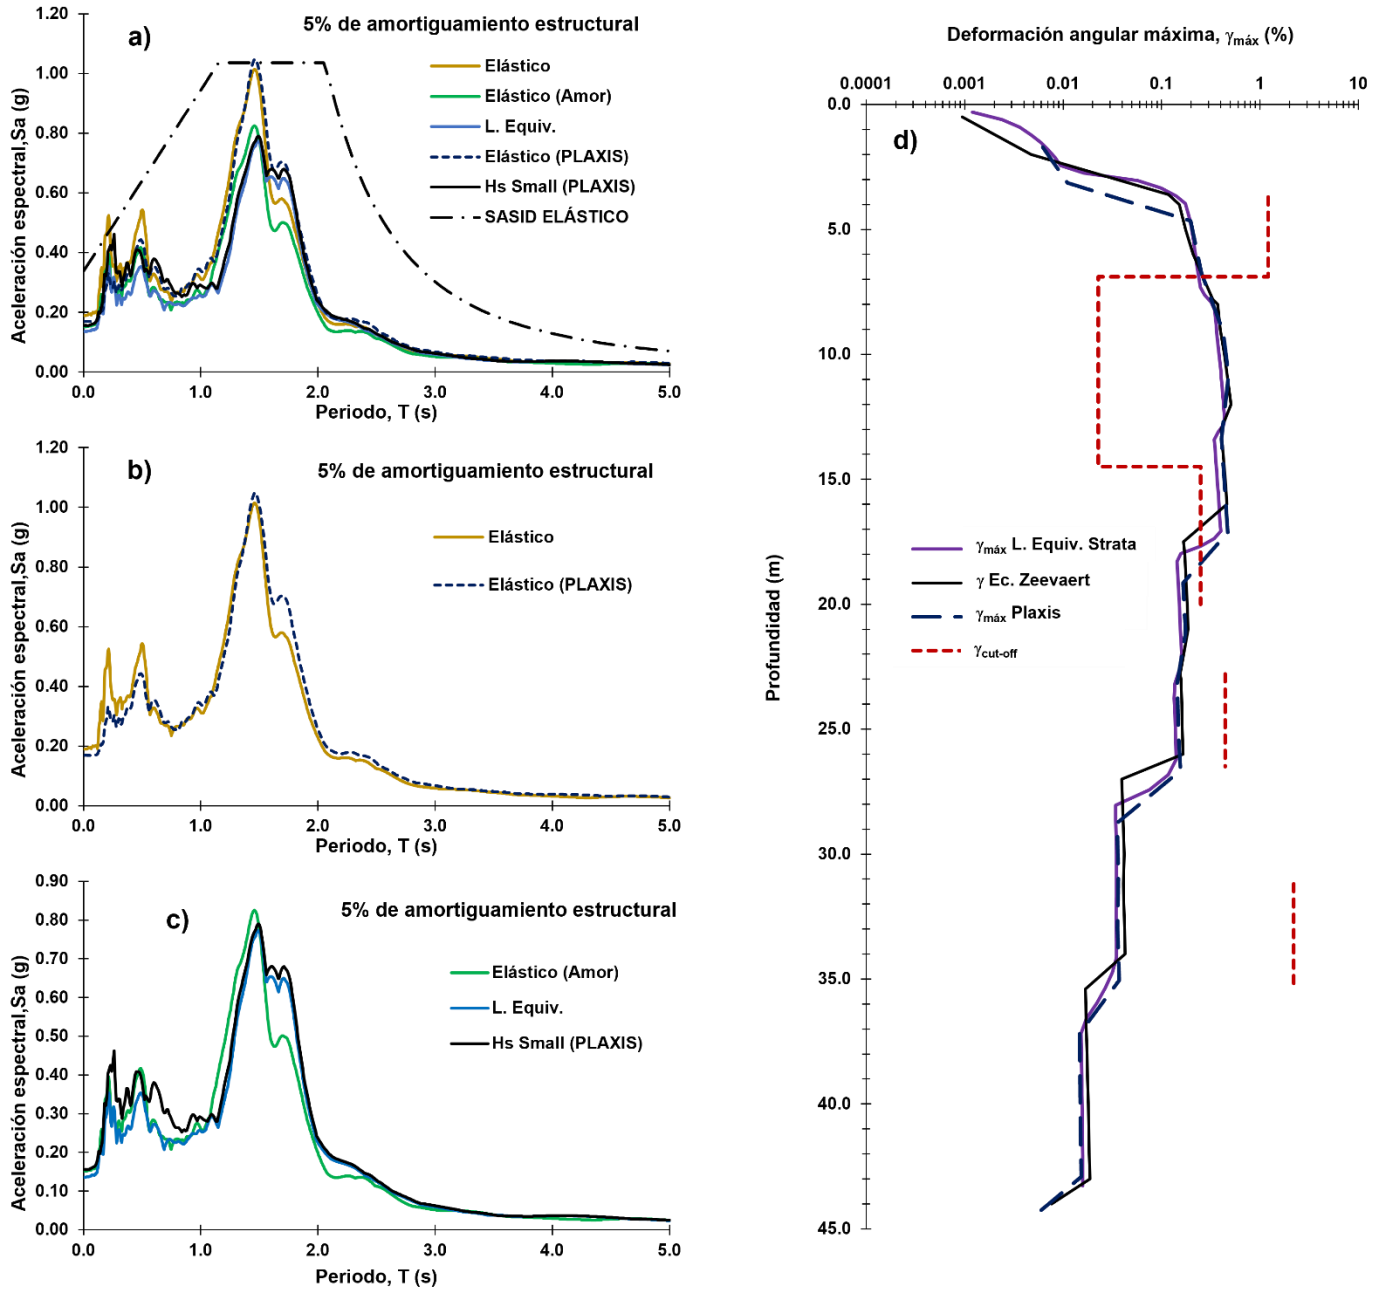 a)
5% de amortiguamiento estructural
Aceleración espectral,Sa (g)
1.20
1.00
0.80
0.60
0.40
0.20
0.00
Elástico
Elástico (Amor)
L. Equiv.
Elástico (PLAXIS)
Hs Small (PLAXIS)
SASID ELÁSTICO
0.0 1.0 2.0 3.0 4.0 5.0
Periodo, T (s)
b)
5% de amortiguamiento estructural
Aceleración espectral,Sa (g)
1.20
1.00
0.80
0.60
0.40
0.20
0.00
Elástico
Elástico (PLAXIS)
0.0 1.0 2.0 3.0 4.0 5.0
Periodo, T (s)
c)
5% de amortiguamiento estructural
Aceleración espectral,Sa (g)
0.90
0.80
0.70
0.60
0.50
0.40
0.30
0.20
0.10
0.00
Elástico (Amor)
L. Equiv.
Hs Small (PLAXIS)
0.0 1.0 2.0 3.0 4.0 5.0
Periodo, T (s)
Deformación angular máxima, γmáx (%)
0.0001 0.001 0.01 0.1 1 10
d)
Profundidad (m)
0.0
5.0
10.0
15.0
20.0
25.0
30.0
35.0
40.0
45.0
γmáx L. Equiv. Strata
γ Ec. Zeevaert
γmáx Plaxis
γcut-off